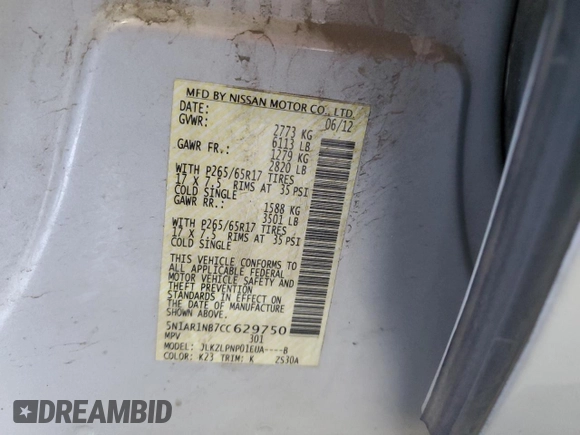 MFD BY NISSAN MOTOR CO., LTD.
DATE: 06/12
GVWR: 2773 KG
6113 LB
GAWR FR.: 1279 KG
2820 LB
WITH P265/65R17 TIRES
17 X 7.5 RIMS AT 35 PSI
COLD SINGLE
GAWR RR.: 1588 KG
3501 LB
WITH P265/65R17 TIRES
17 X 7.5 RIMS AT 35 PSI
COLD SINGLE
THIS VEHICLE CONFORMS TO
ALL APPLICABLE FEDERAL
MOTOR VEHICLE SAFETY AND
THEFT PREVENTION
STANDARDS IN EFFECT ON
THE DATE OF MANUFACTURE
SHOWN ABOVE.
5N1AR1NB7CC629750
MPV 301
MODEL: JLKZLPNP01EUA----B
COLOR: K23 TRIM: K ZS30A
DREAMBID